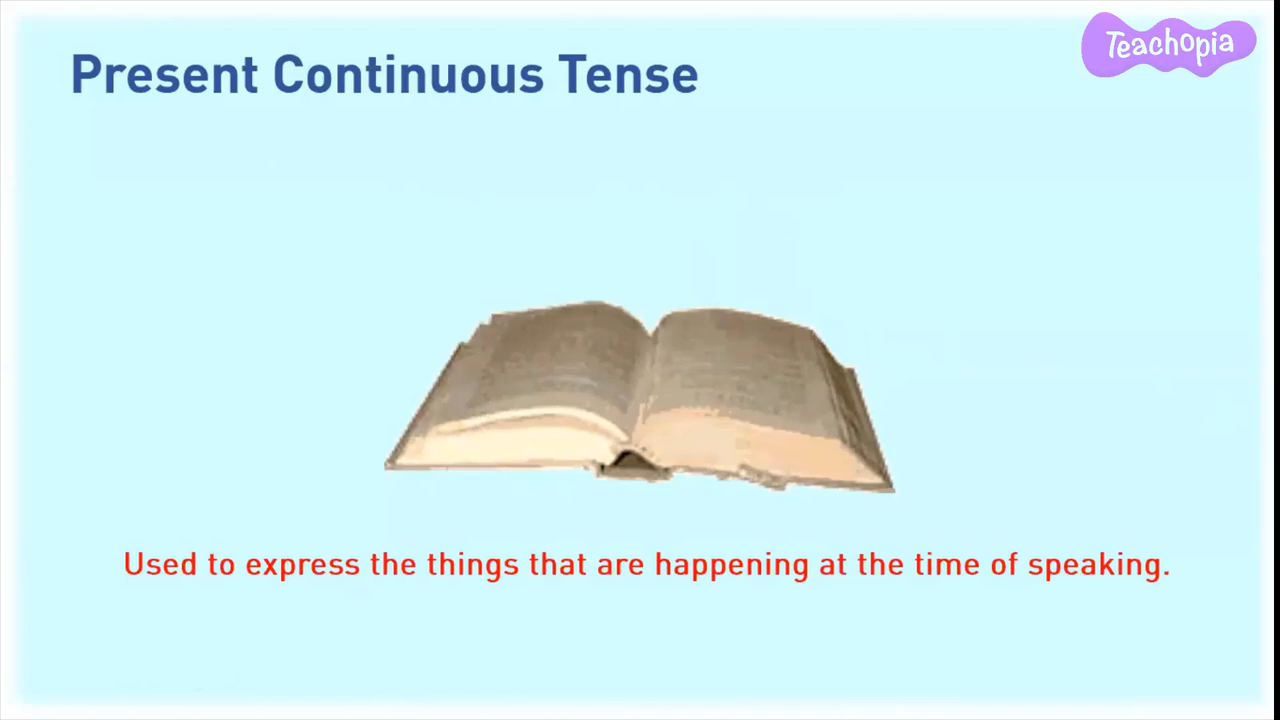 Teachopia
Present Continuous Tense
Used to express the things that are happening at the time of speaking.